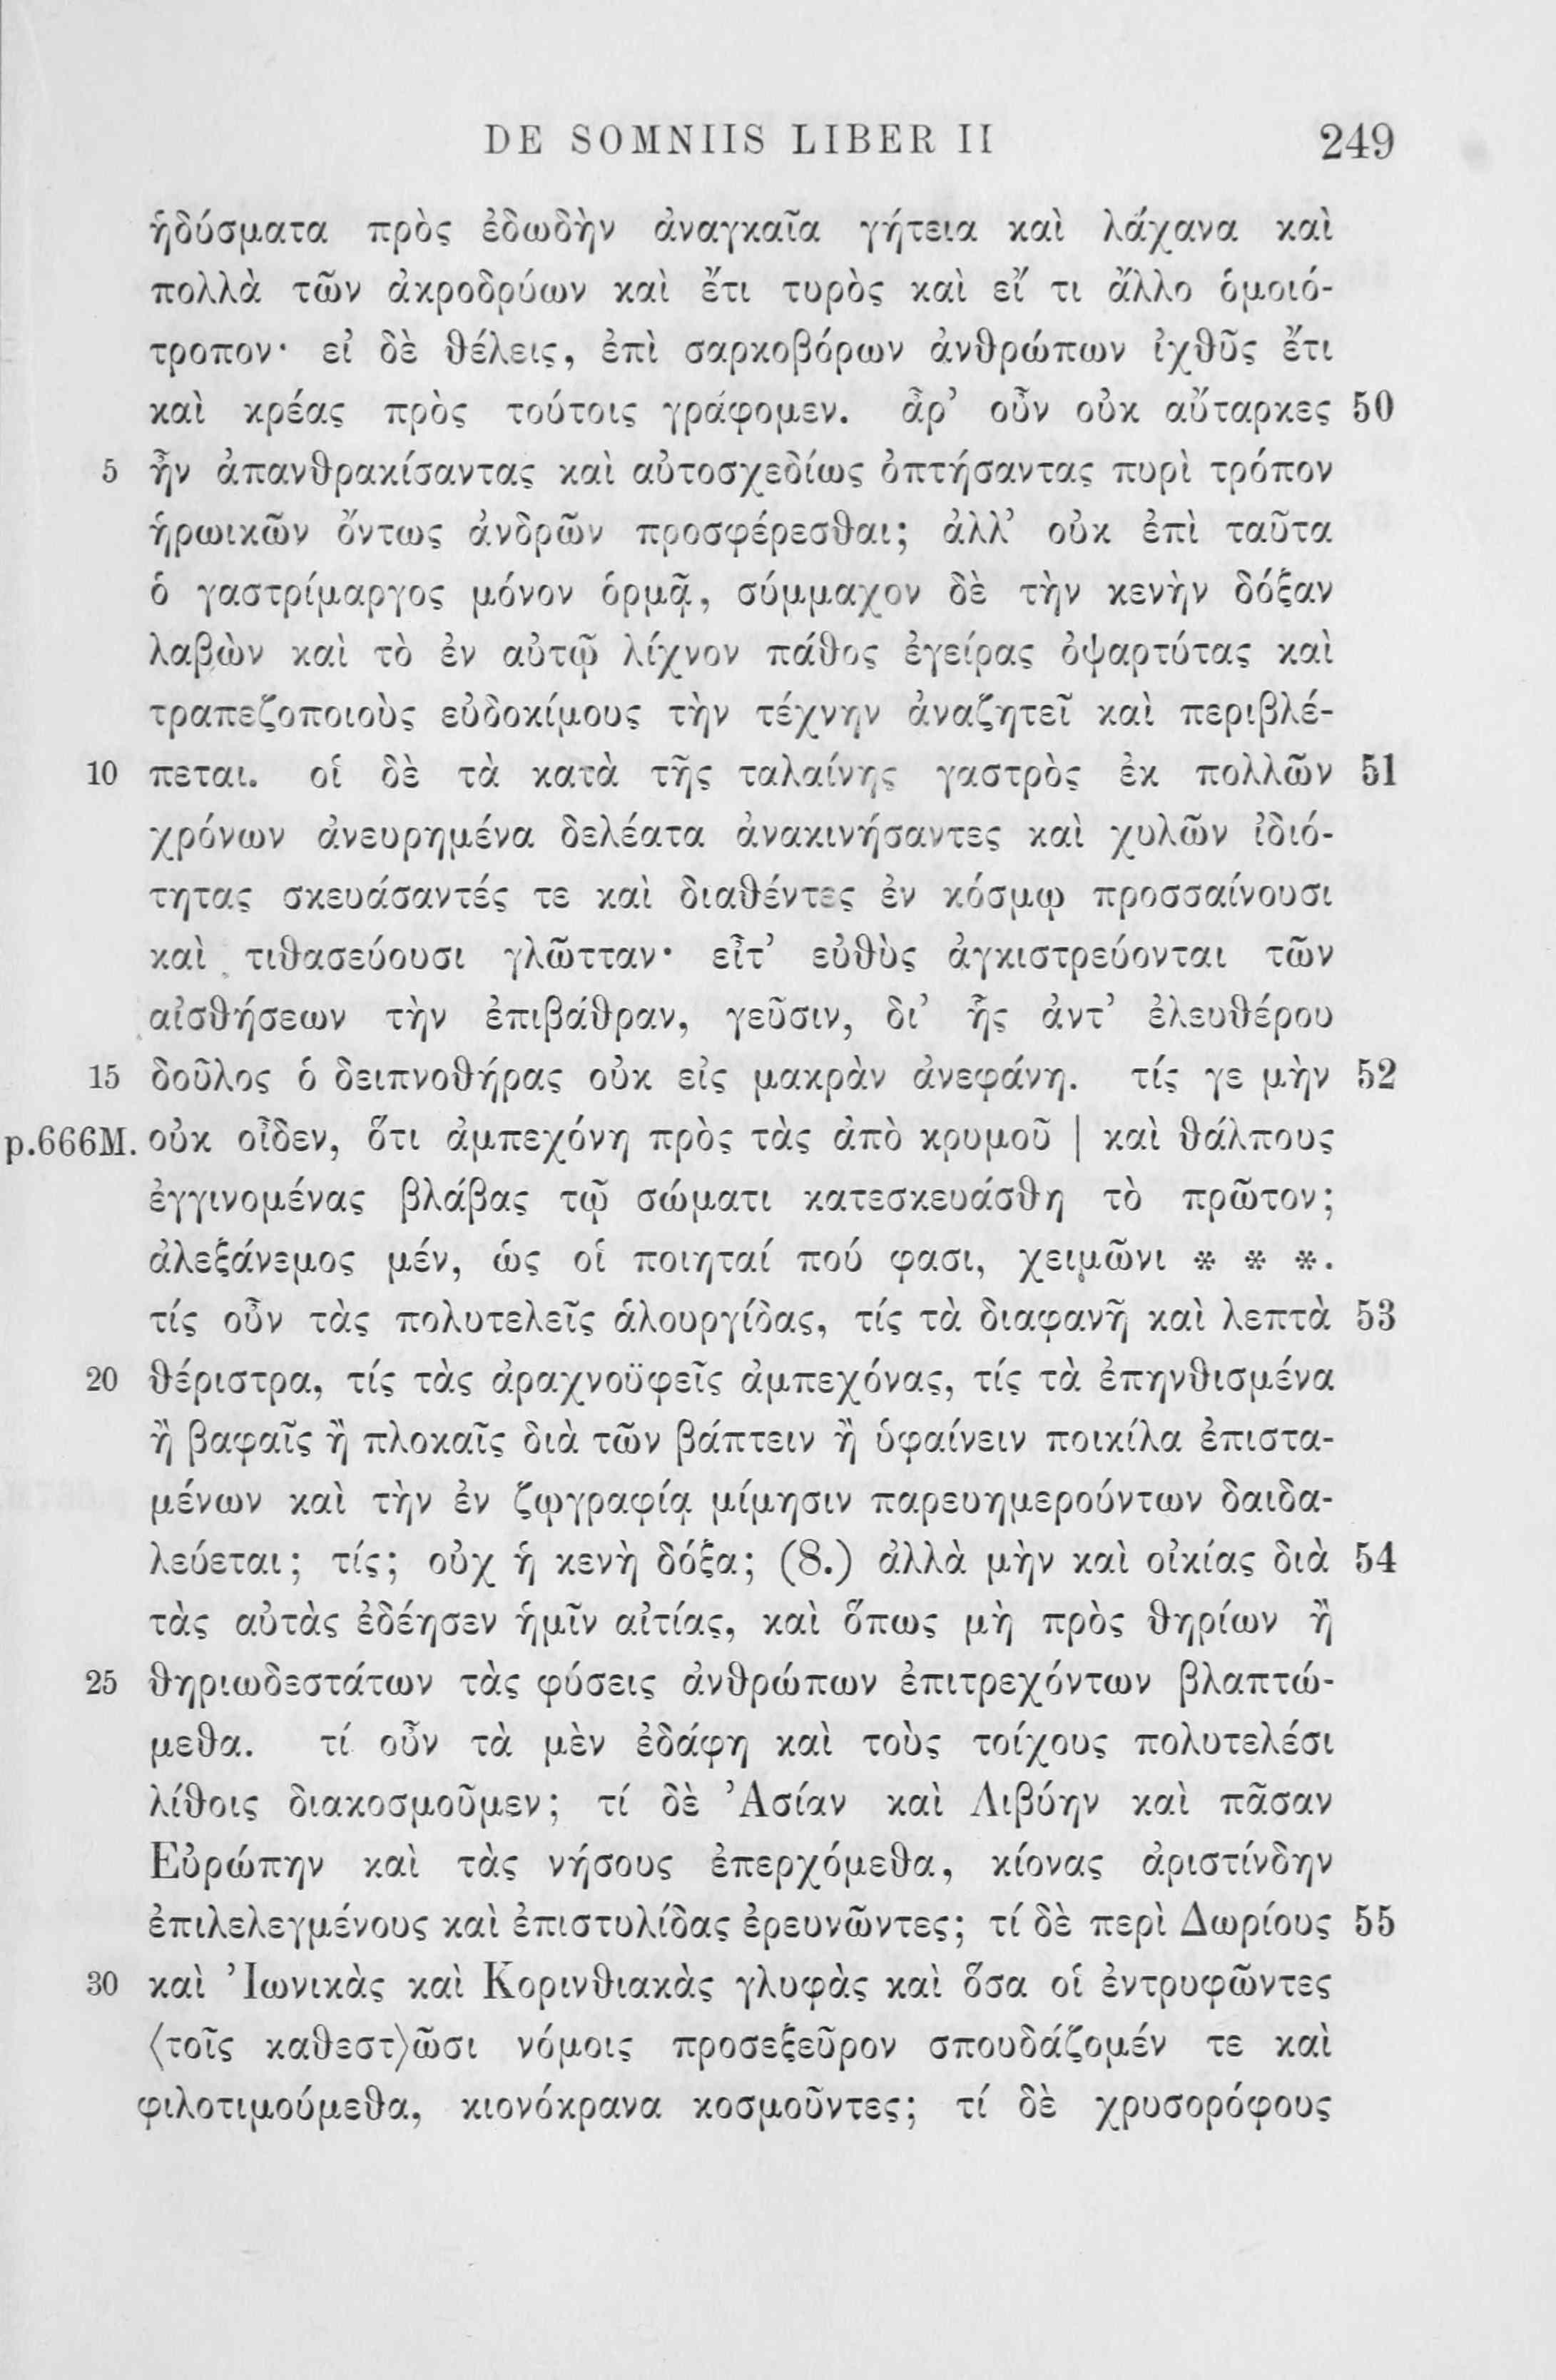 DE SOMNIIS LIBER II 249
ἡδύσματα πρὸς ἐδωδὴν ἀναγκαῖα γήτεια καὶ λάχανα καὶ
πολλὰ τῶν ἀκροδρύων καὶ ἔτι τυρὸς καὶ εἴ τι ἄλλο ὁμοιό-
τροπον· εἰ δὲ θέλεις, ἐπὶ σαρκοβόρων ἀνθρώπων ἰχθῦς ἔτι
καὶ κρέας πρὸς τούτοις γράφομεν. ἆρ’ οὖν οὐκ αὔταρκες 50
5 ἦν ἀπανθρακίσαντας καὶ αὐτοσχεδίως ὀπτήσαντας πυρὶ τρόπον
ἡρωικῶν ὄντως ἀνδρῶν προσφέρεσθαι; ἀλλ’ οὐκ ἐπὶ ταῦτα
ὁ γαστρίμαργος μόνον ὁρμᾷ, σύμμαχον δὲ τὴν κενὴν δόξαν
λαβὼν καὶ τὸ ἐν αὐτῷ λίχνον πάθος ἐγείρας ὀψαρτύτας καὶ
τραπεζοποιοὺς εὐδοκίμους τὴν τέχνην ἀναζητεῖ καὶ περιβλέ-
10 πεται. οἱ δὲ τὰ κατὰ τῆς ταλαίνης γαστρὸς ἐκ πολλῶν 51
χρόνων ἀνευρημένα δελέατα ἀνακινήσαντες καὶ χυλῶν ἰδιό-
τητας σκευάσαντές τε καὶ διαθέντες ἐν κόσμῳ προσσαίνουσι
καὶ τιθασεύουσι γλῶτταν· εἶτ’ εὐθὺς ἀγκιστρεύονται τῶν
αἰσθήσεων τὴν ἐπιβάθραν, γεῦσιν, δι’ ἧς ἀντ’ ἐλευθέρου
15 δοῦλος ὁ δειπνοθήρας οὐκ εἰς μακρὰν ἀνεφάνη. τίς γε μὴν 52
p.666M. οὐκ οἶδεν, ὅτι ἀμπεχόνη πρὸς τὰς ἀπὸ κρυμοῦ | καὶ θάλπους
ἐγγινομένας βλάβας τῷ σώματι κατεσκευάσθη τὸ πρῶτον;
ἀλεξάνεμος μέν, ὡς οἱ ποιηταί πού φασι, χειμῶνι * * *.
τίς οὖν τὰς πολυτελεῖς ἁλουργίδας, τίς τὰ διαφανῆ καὶ λεπτὰ 53
20 θέριστρα, τίς τὰς ἀραχνοϋφεῖς ἀμπεχόνας, τίς τὰ ἐπηνθισμένα
ἢ βαφαῖς ἢ πλοκαῖς διὰ τῶν βάπτειν ἢ ὑφαίνειν ποικίλα ἐπιστα-
μένων καὶ τὴν ἐν ζῳγραφίᾳ μίμησιν παρευημερούντων δαιδα-
λεύεται; τίς; οὐχ ἡ κενὴ δόξα; (8.) ἀλλὰ μὴν καὶ οἰκίας διὰ 54
τὰς αὐτὰς ἐδέησεν ἡμῖν αἰτίας, καὶ ὅπως μὴ πρὸς θηρίων ἢ
25 θηριωδεστάτων τὰς φύσεις ἀνθρώπων ἐπιτρεχόντων βλαπτώ-
μεθα. τί οὖν τὰ μὲν ἐδάφη καὶ τοὺς τοίχους πολυτελέσι
λίθοις διακοσμοῦμεν; τί δὲ Ἀσίαν καὶ Λιβύην καὶ πᾶσαν
Εὐρώπην καὶ τὰς νήσους ἐπερχόμεθα, κίονας ἀριστίνδην
ἐπιλελεγμένους καὶ ἐπιστυλίδας ἐρευνῶντες; τί δὲ περὶ Δωρίους 55
30 καὶ Ἰωνικὰς καὶ Κορινθιακὰς γλυφὰς καὶ ὅσα οἱ ἐντρυφῶντες
⟨τοῖς καθεστ⟩ῶσι νόμοις προσεξεῦρον σπουδάζομέν τε καὶ
φιλοτιμούμεθα, κιονόκρανα κοσμοῦντες; τί δὲ χρυσορόφους